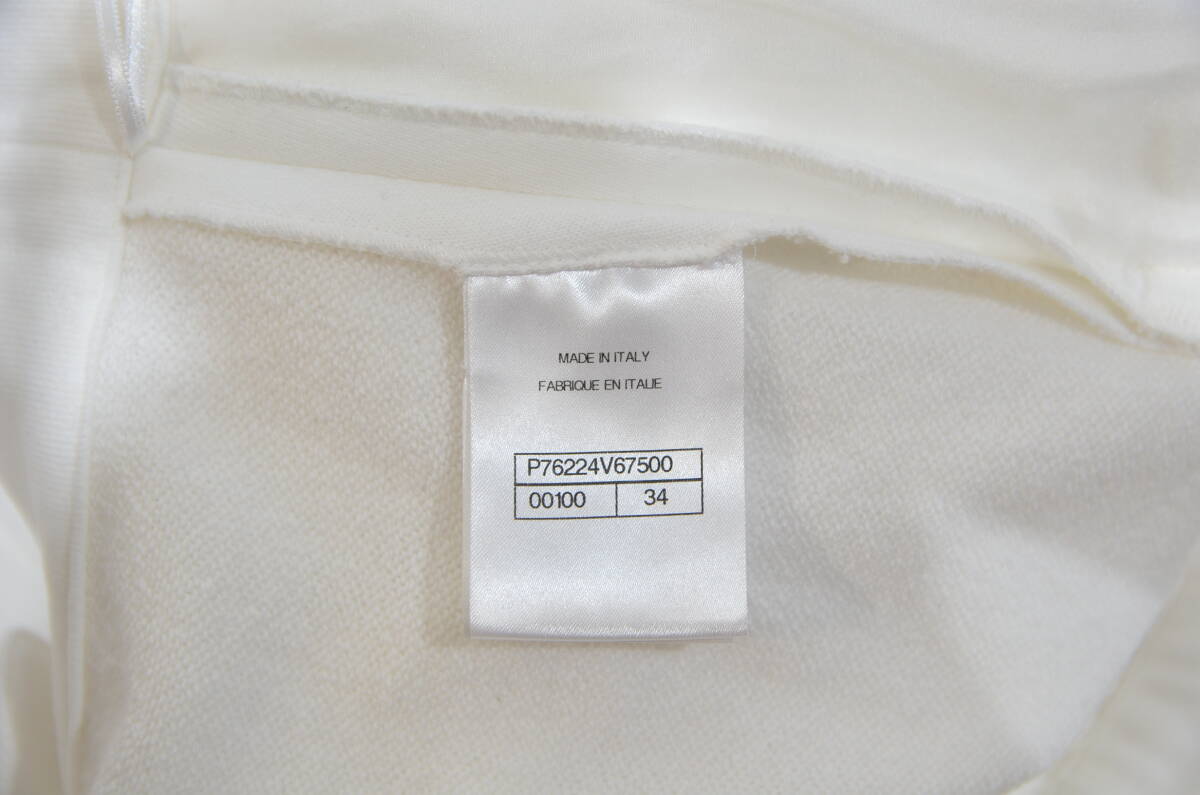 MADE IN ITALY
FABRIQUE EN ITALIE
P76224V67500
00100 34